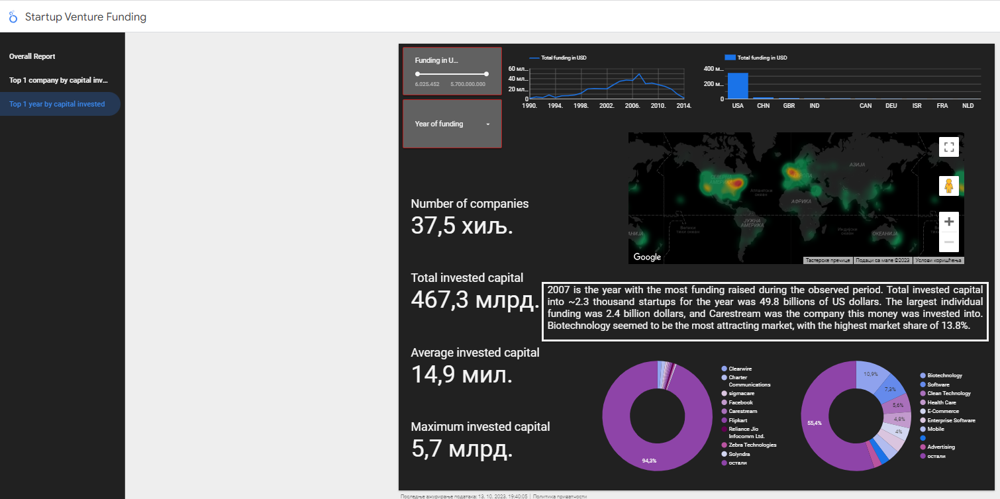 Startup Venture Funding
Overall Report
Top 1 company by capital inv...
Top 1 year by capital invested
Funding in U...
6.025.452 5.700.000.000
Year of funding
Total funding in USD
60 мл...
40 мл...
20 мл...
0
1990. 1994. 1998. 2002. 2006. 2010. 2014.
Total funding in USD
400 м...
200 м...
0
USA CHN GBR IND CAN DEU ISR FRA NLD
СЕВЕРНА
АМЕРИКА
ЕВРОПА
АЗИЈА
Атлантски
океан
АФРИКА
ЈУЖНА
АМЕРИКА
Индијски
океан
ОКЕАНИЈА
Велики
тихи океан
Google
Тастерске пречице
Подаци са мапе ©2023
Услови коришћења
Number of companies
37,5 хиљ.
Total invested capital
467,3 млрд.
Average invested capital
14,9 мил.
Maximum invested capital
5,7 млрд.
2007 is the year with the most funding raised during the observed period. Total invested capital
into ~2.3 thousand startups for the year was 49.8 billions of US dollars. The largest individual
funding was 2.4 billion dollars, and Carestream was the company this money was invested into.
Biotechnology seemed to be the most attracting market, with the highest market share of 13.8%.
94,3%
Clearwire
Charter
Communications
sigmacare
Facebook
Carestream
Flipkart
Reliance Jio
Infocomm Ltd.
Zebra Technologies
Solyndra
остали
10,9%
7,3%
5,6%
4,8%
4%
55,4%
Biotechnology
Software
Clean Technology
Health Care
E-Commerce
Enterprise Software
Mobile
Advertising
остали
Последње ажурирање податка: 13. 10. 2023. 19:40:05 | Политика приватности